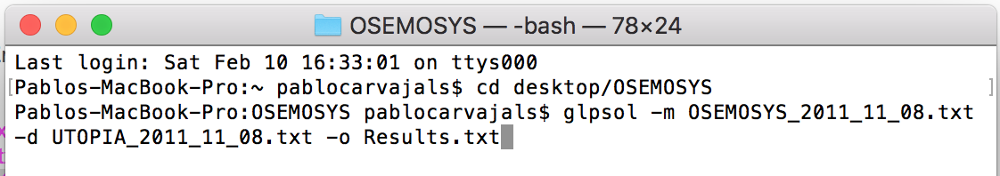 OSEMOSYS — -bash — 78×24
Last login: Sat Feb 10 16:33:01 on ttys000
[Pablos-MacBook-Pro:~ pablocarvajals$ cd desktop/OSEMOSYS ]
Pablos-MacBook-Pro:OSEMOSYS pablocarvajals$ glpsol -m OSEMOSYS_2011_11_08.txt
-d UTOPIA_2011_11_08.txt -o Results.txt